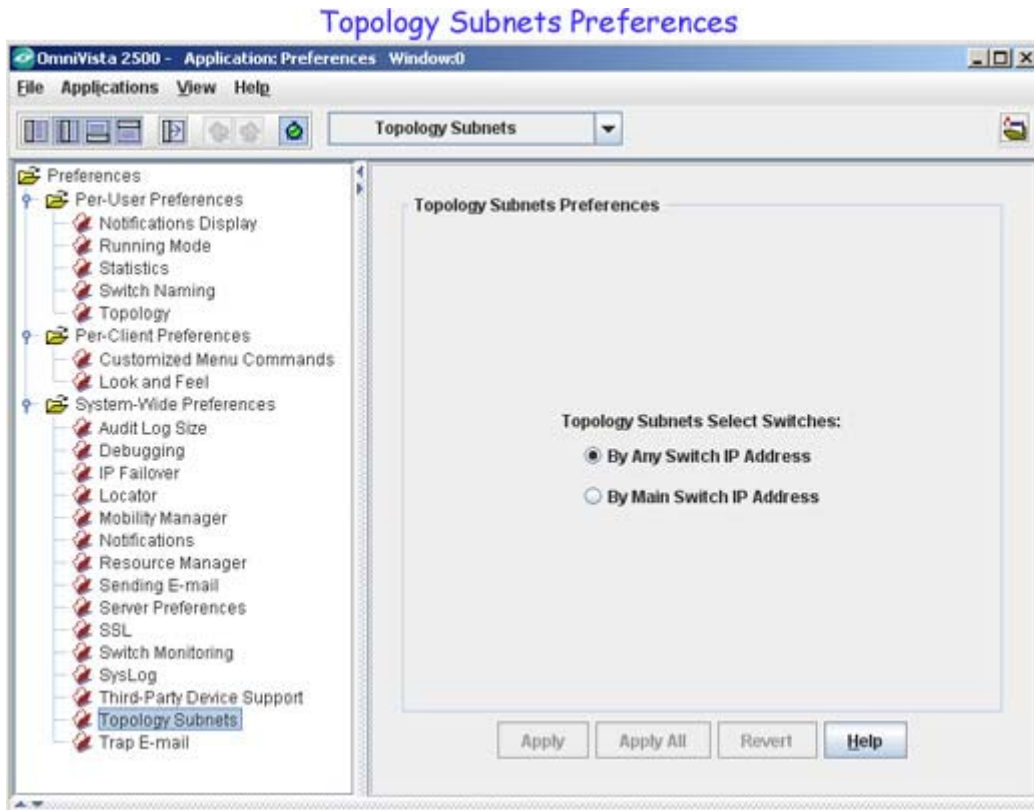 Topology Subnets Preferences
OmniVista 2500 - Application: Preferences Window:0
File Applications View Help
Topology Subnets
Preferences
Per-User Preferences
Notifications Display
Running Mode
Statistics
Switch Naming
Topology
Per-Client Preferences
Customized Menu Commands
Look and Feel
System-Wide Preferences
Audit Log Size
Debugging
IP Failover
Locator
Mobility Manager
Notifications
Resource Manager
Sending E-mail
Server Preferences
SSL
Switch Monitoring
SysLog
Third-Party Device Support
Topology Subnets
Trap E-mail
Topology Subnets Preferences
Topology Subnets Select Switches:
By Any Switch IP Address
By Main Switch IP Address
Apply Apply All Revert Help